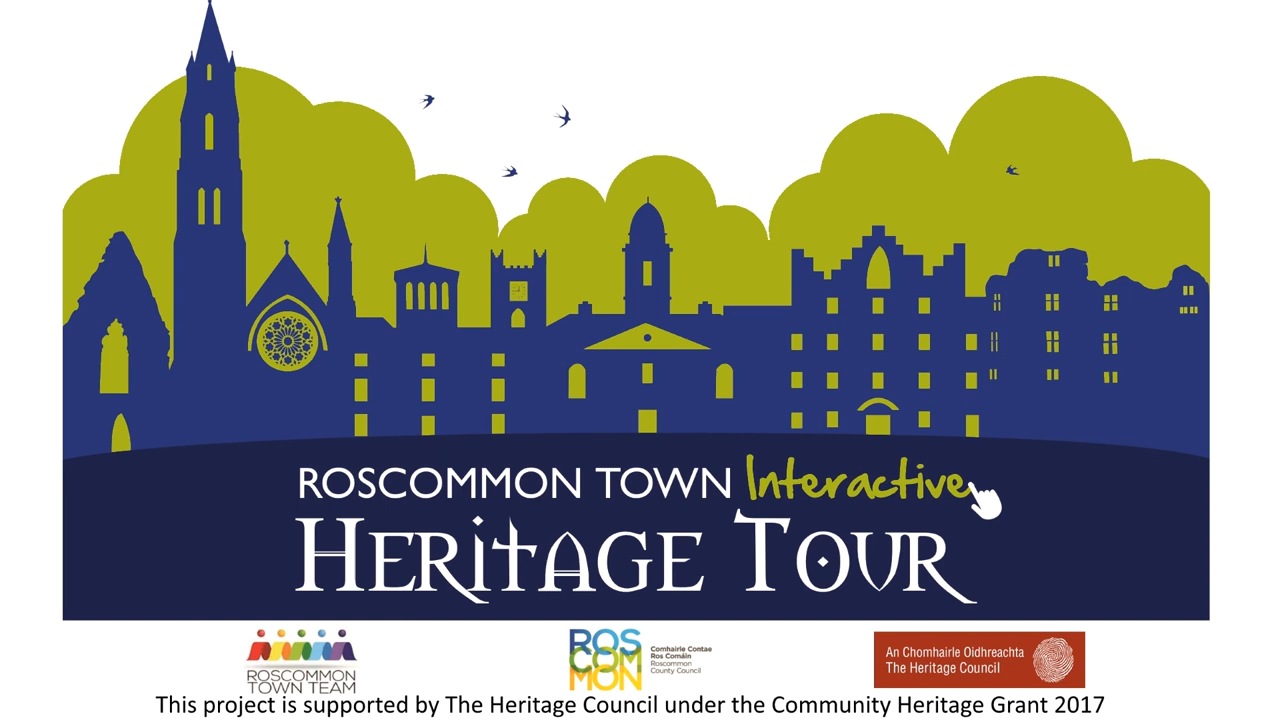 ROSCOMMON TOWN Interactive
HERITAGE TOUR
ROSCOMMON
TOWN TEAM
ROS
COM
MON
Comhairle Contae
Ros Comáin
Roscommon
County Council
An Chomhairle Oidhreachta
The Heritage Council
This project is supported by The Heritage Council under the Community Heritage Grant 2017